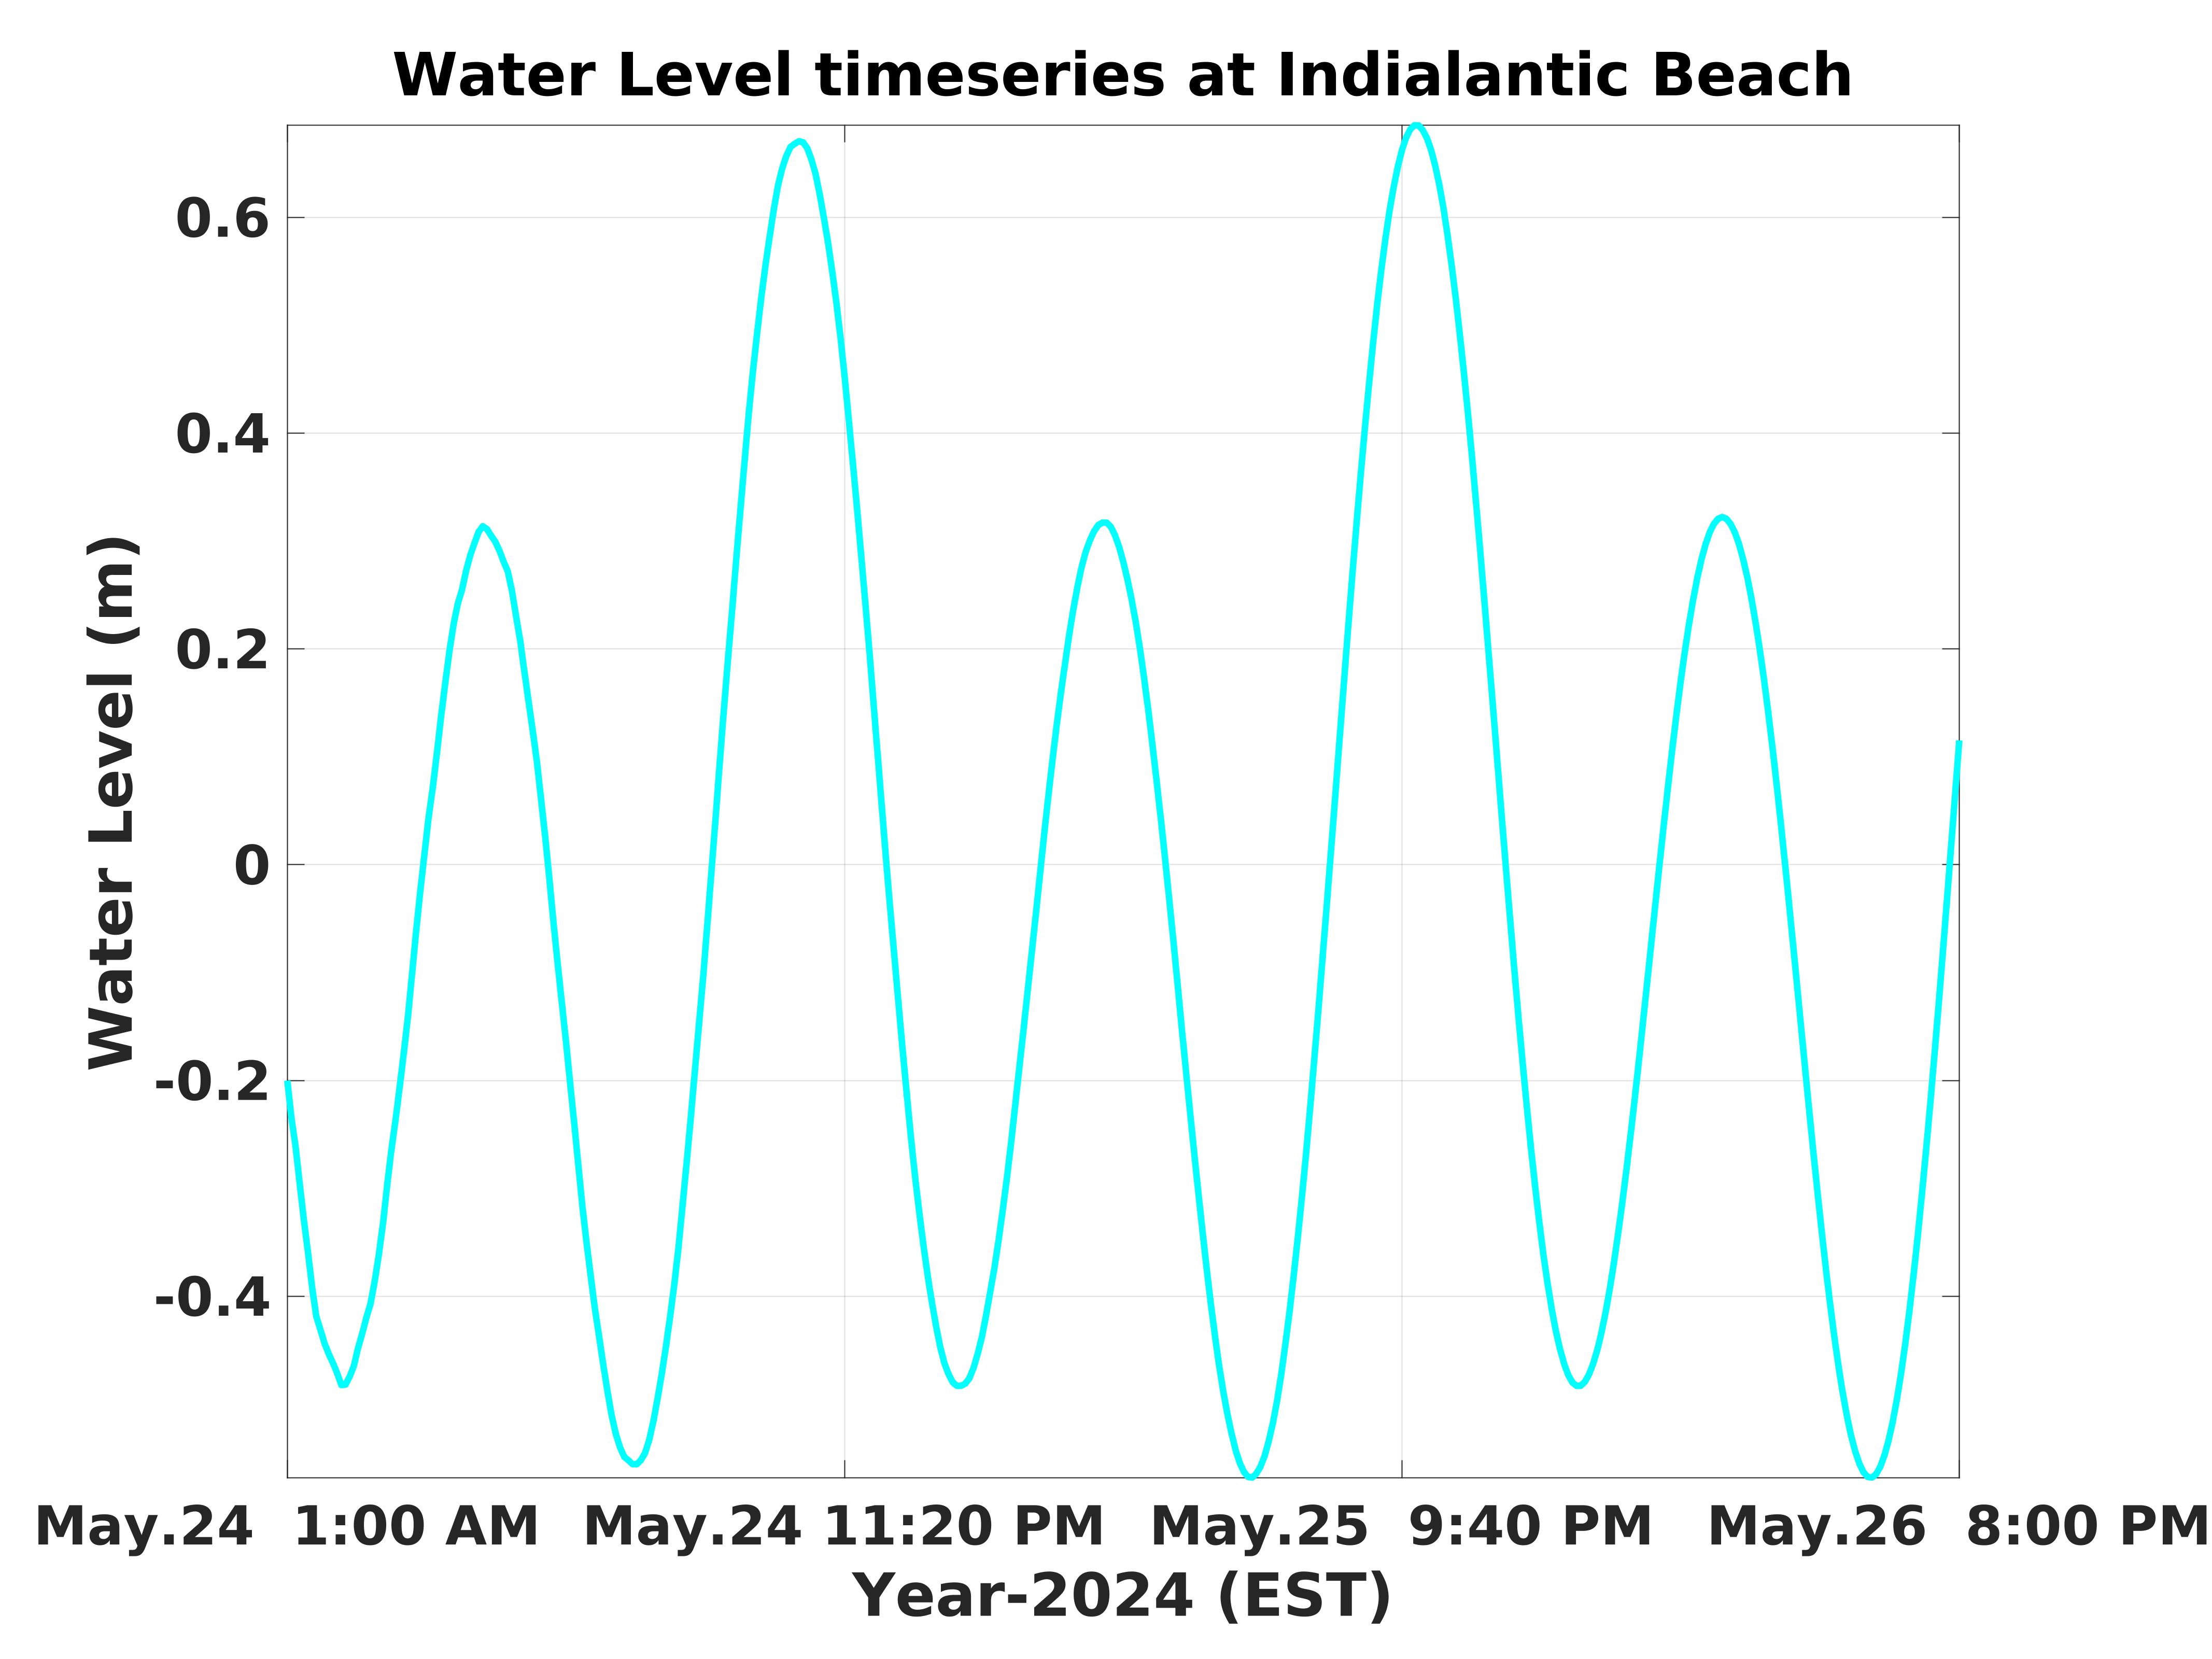 Water Level timeseries at Indialantic Beach
Water Level (m)
0.6
0.4
0.2
0
-0.2
-0.4
May.24  1:00 AM
May.24 11:20 PM
May.25  9:40 PM
May.26  8:00 PM
Year-2024 (EST)